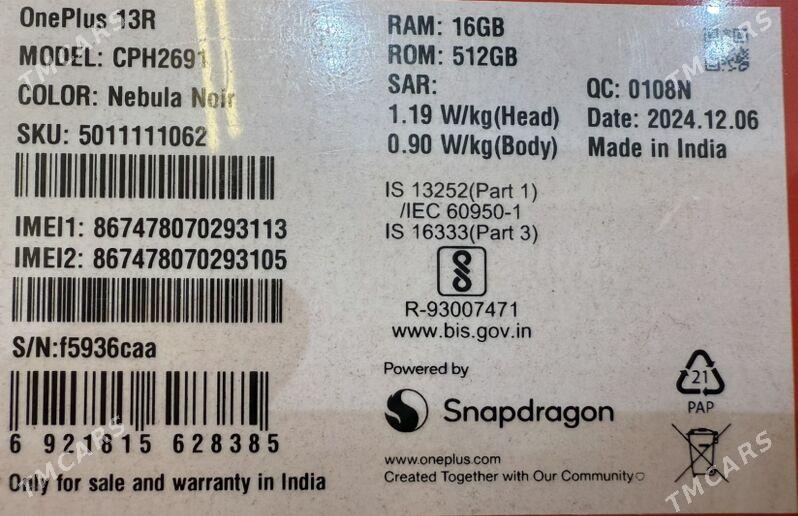 OnePlus 13R
MODEL: CPH2691
COLOR: Nebula Noir
SKU: 5011111062
IMEI1: 867478070293113
IMEI2: 867478070293105
S/N:f5936caa
6 921815 628385
Only for sale and warranty in India
RAM: 16GB
ROM: 512GB
SAR:
1.19 W/kg(Head)
0.90 W/kg(Body)
QC: 0108N
Date: 2024.12.06
Made in India
IS 13252(Part 1)
/IEC 60950-1
IS 16333(Part 3)
R-93007471
www.bis.gov.in
Powered by
Snapdragon
www.oneplus.com
Created Together with Our Community
21
PAP
TMCARS
TMCARS
TMCARS
TMCARS
TMCARS